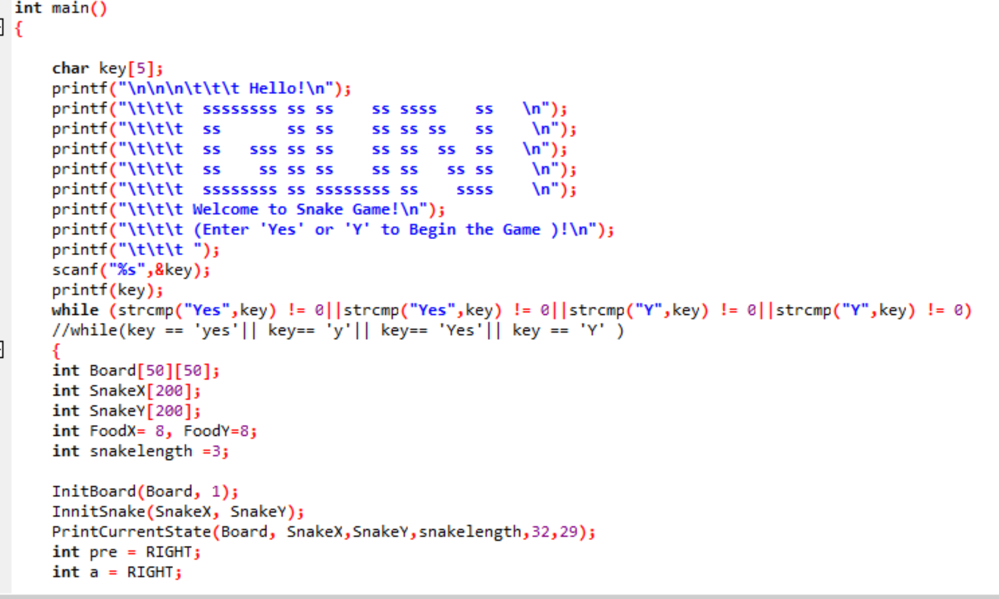 int main()
{
char key[5];
printf("\n\n\n\t\t\t Hello!\n");
printf("\t\t\t  ssssssss ss ss    ss ssss    ss   \n");
printf("\t\t\t  ss       ss ss    ss ss ss   ss    \n");
printf("\t\t\t  ss   sss ss ss    ss ss  ss  ss   \n");
printf("\t\t\t  ss    ss ss ss    ss ss   ss ss    \n");
printf("\t\t\t  ssssssss ss ssssssss ss    ssss    \n");
printf("\t\t\t Welcome to Snake Game!\n");
printf("\t\t\t (Enter 'Yes' or 'Y' to Begin the Game )!\n");
printf("\t\t\t ");
scanf("%s",&key);
printf(key);
while (strcmp("Yes",key) != 0||strcmp("Yes",key) != 0||strcmp("Y",key) != 0||strcmp("Y",key) != 0)
//while(key == 'yes'|| key== 'y'|| key== 'Yes'|| key == 'Y' )
{
int Board[50][50];
int SnakeX[200];
int SnakeY[200];
int FoodX= 8, FoodY=8;
int snakelength =3;
InitBoard(Board, 1);
InnitSnake(SnakeX, SnakeY);
PrintCurrentState(Board, SnakeX,SnakeY,snakelength,32,29);
int pre = RIGHT;
int a = RIGHT;